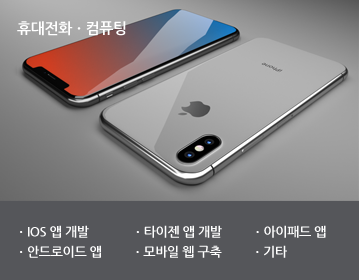 휴대전화 · 컴퓨팅
iPhone
· IOS 앱 개발 · 타이젠 앱 개발 · 아이패드 앱
· 안드로이드 앱 · 모바일 웹 구축 · 기타